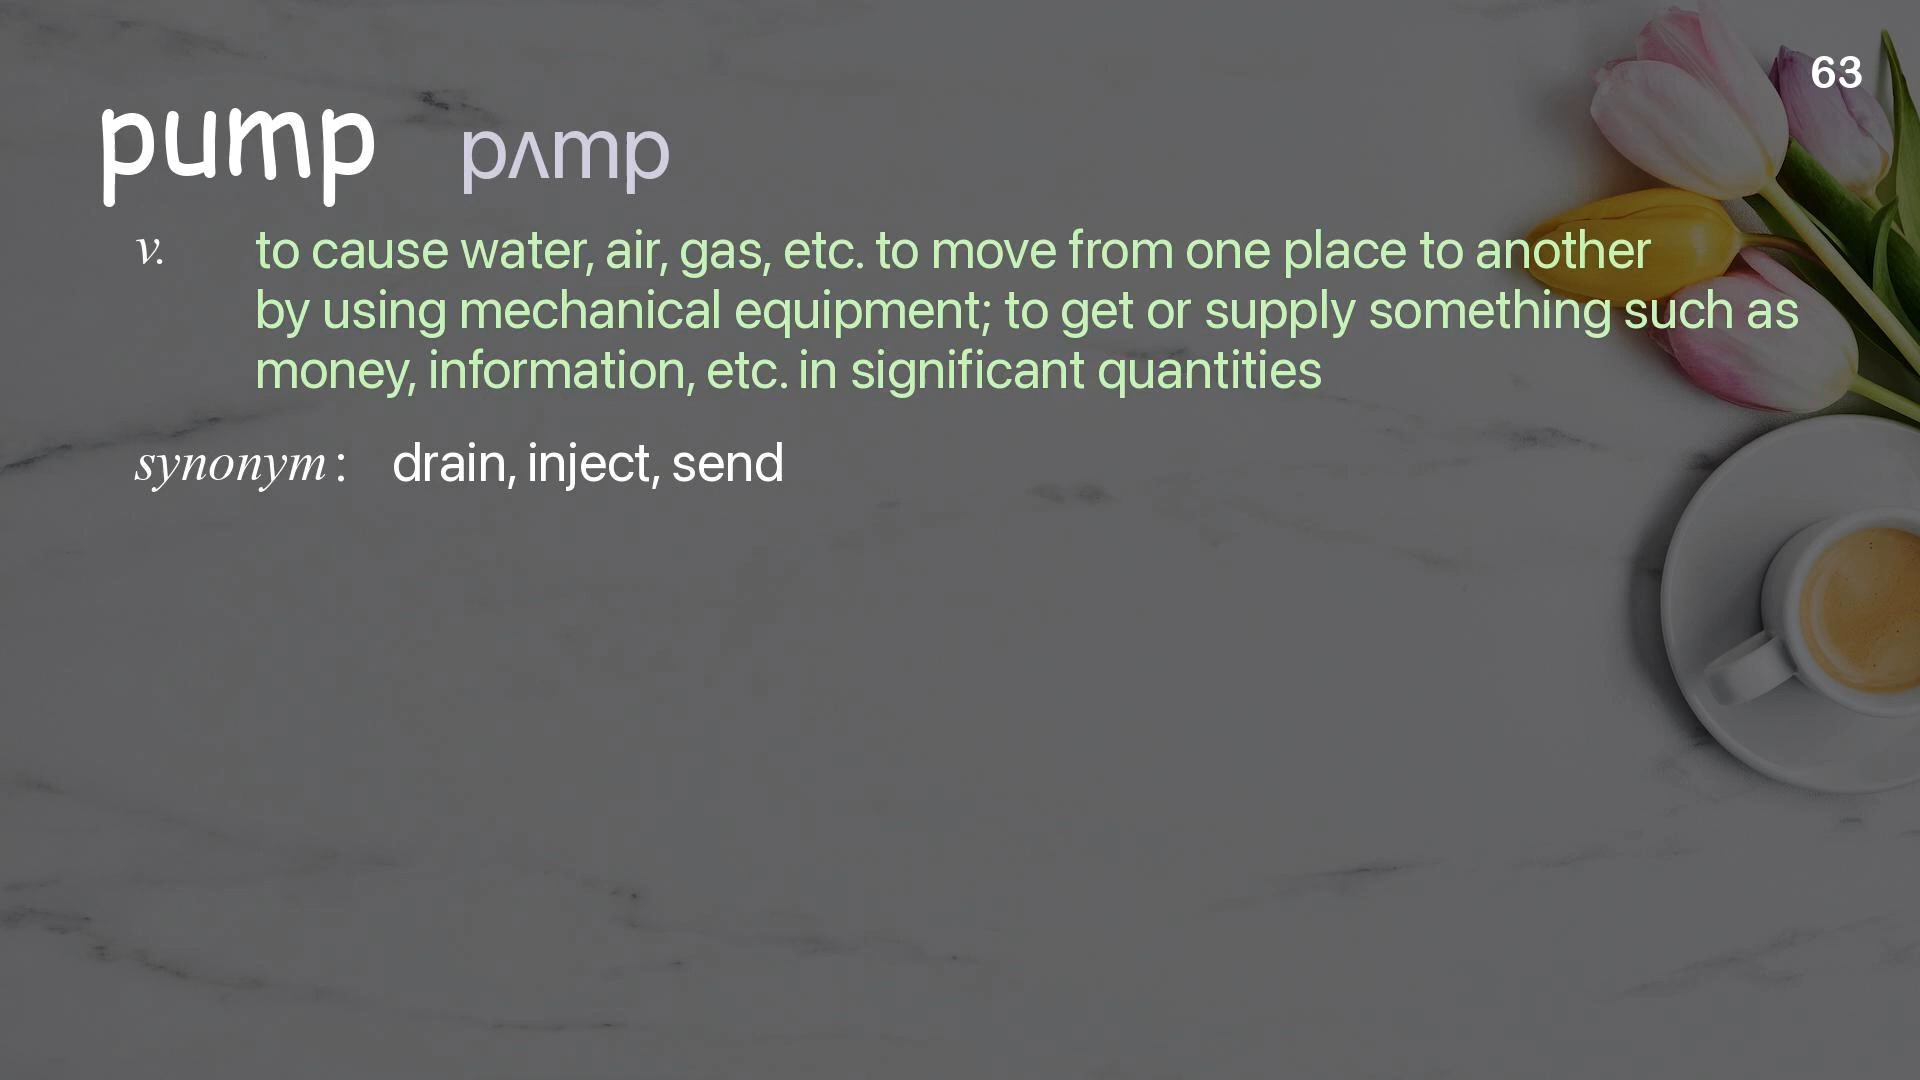 63
pump pʌmp
v. to cause water, air, gas, etc. to move from one place to another
by using mechanical equipment; to get or supply something such as
money, information, etc. in significant quantities
synonym : drain, inject, send